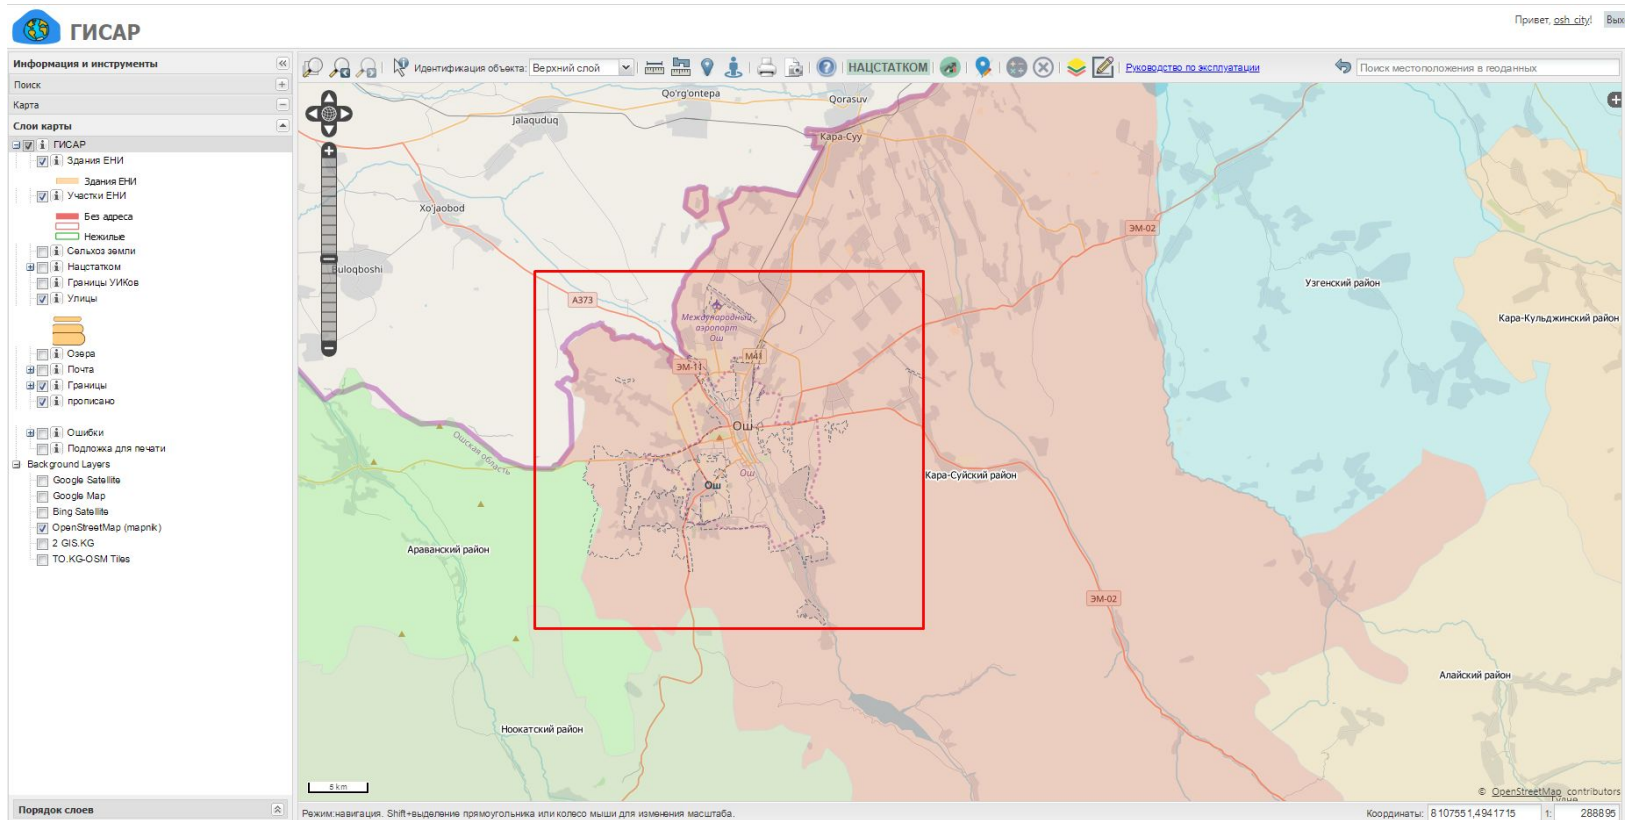 ГИСАР
Привет, osh_city!
Информация и инструменты
Поиск
Карта
Слои карты
ГИСАР
Здания ЕНИ
Здания ЕНИ
Участки ЕНИ
Без адреса
Нежилые
Сельхоз земли
Нацстатком
Границы УИКов
Улицы
Озера
Почта
Границы
прописано
Ошибки
Подложка для печати
Background Layers
Google Satellite
Google Map
Bing Satellite
OpenStreetMap (mapnik)
2 GIS.KG
TO.KG-OSM Tiles
Порядок слоев
Идентификация объекта: Верхний слой
НАЦСТАТКОМ
Руководство по эксплуатации
Поиск местоположения в геоданных
Qo'rg'ontepa
Qorasuv
Jalaquduq
Кара-Суу
Xo'jaobod
ЭМ-02
Buloqboshi
Узгенский район
A373
Международный
аэропорт
Ош
Кара-Кульджинский район
M41
ЭМ-11
Ош
Ошская область
Ош
Ош
Кара-Суйский район
Араванский район
ЭМ-02
Алайский район
Ноокатский район
5 km
© OpenStreetMap contributors
Режим:навигация. Shift+выделение прямоугольника или колесо мыши для изменения масштаба.
Координаты: 8107551,4941715
1: 288895